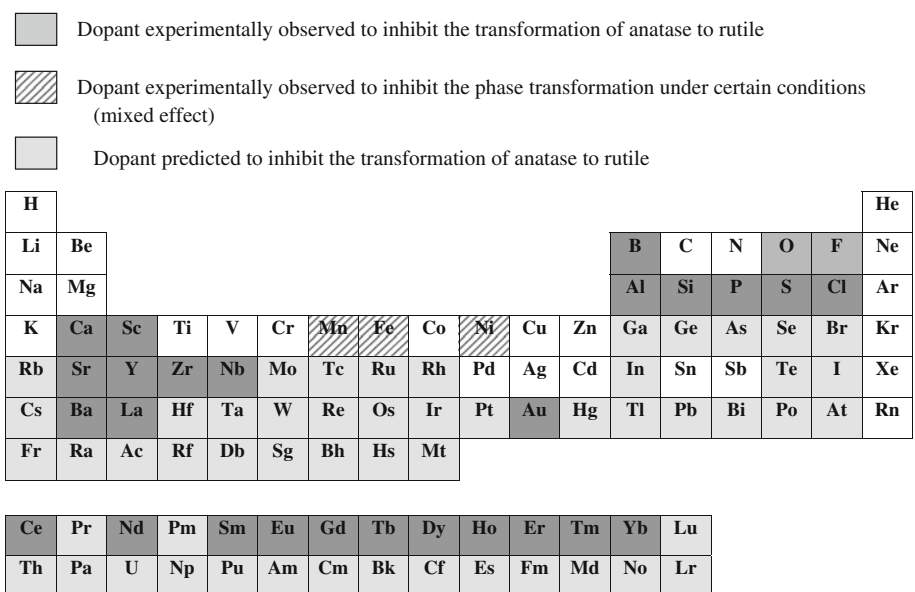 Dopant experimentally observed to inhibit the transformation of anatase to rutile
Dopant experimentally observed to inhibit the phase transformation under certain conditions
(mixed effect)
Dopant predicted to inhibit the transformation of anatase to rutile
H He
Li Be B C N O F Ne
Na Mg Al Si P S Cl Ar
K Ca Sc Ti V Cr Mn Fe Co Ni Cu Zn Ga Ge As Se Br Kr
Rb Sr Y Zr Nb Mo Tc Ru Rh Pd Ag Cd In Sn Sb Te I Xe
Cs Ba La Hf Ta W Re Os Ir Pt Au Hg Tl Pb Bi Po At Rn
Fr Ra Ac Rf Db Sg Bh Hs Mt
Ce Pr Nd Pm Sm Eu Gd Tb Dy Ho Er Tm Yb Lu
Th Pa U Np Pu Am Cm Bk Cf Es Fm Md No Lr